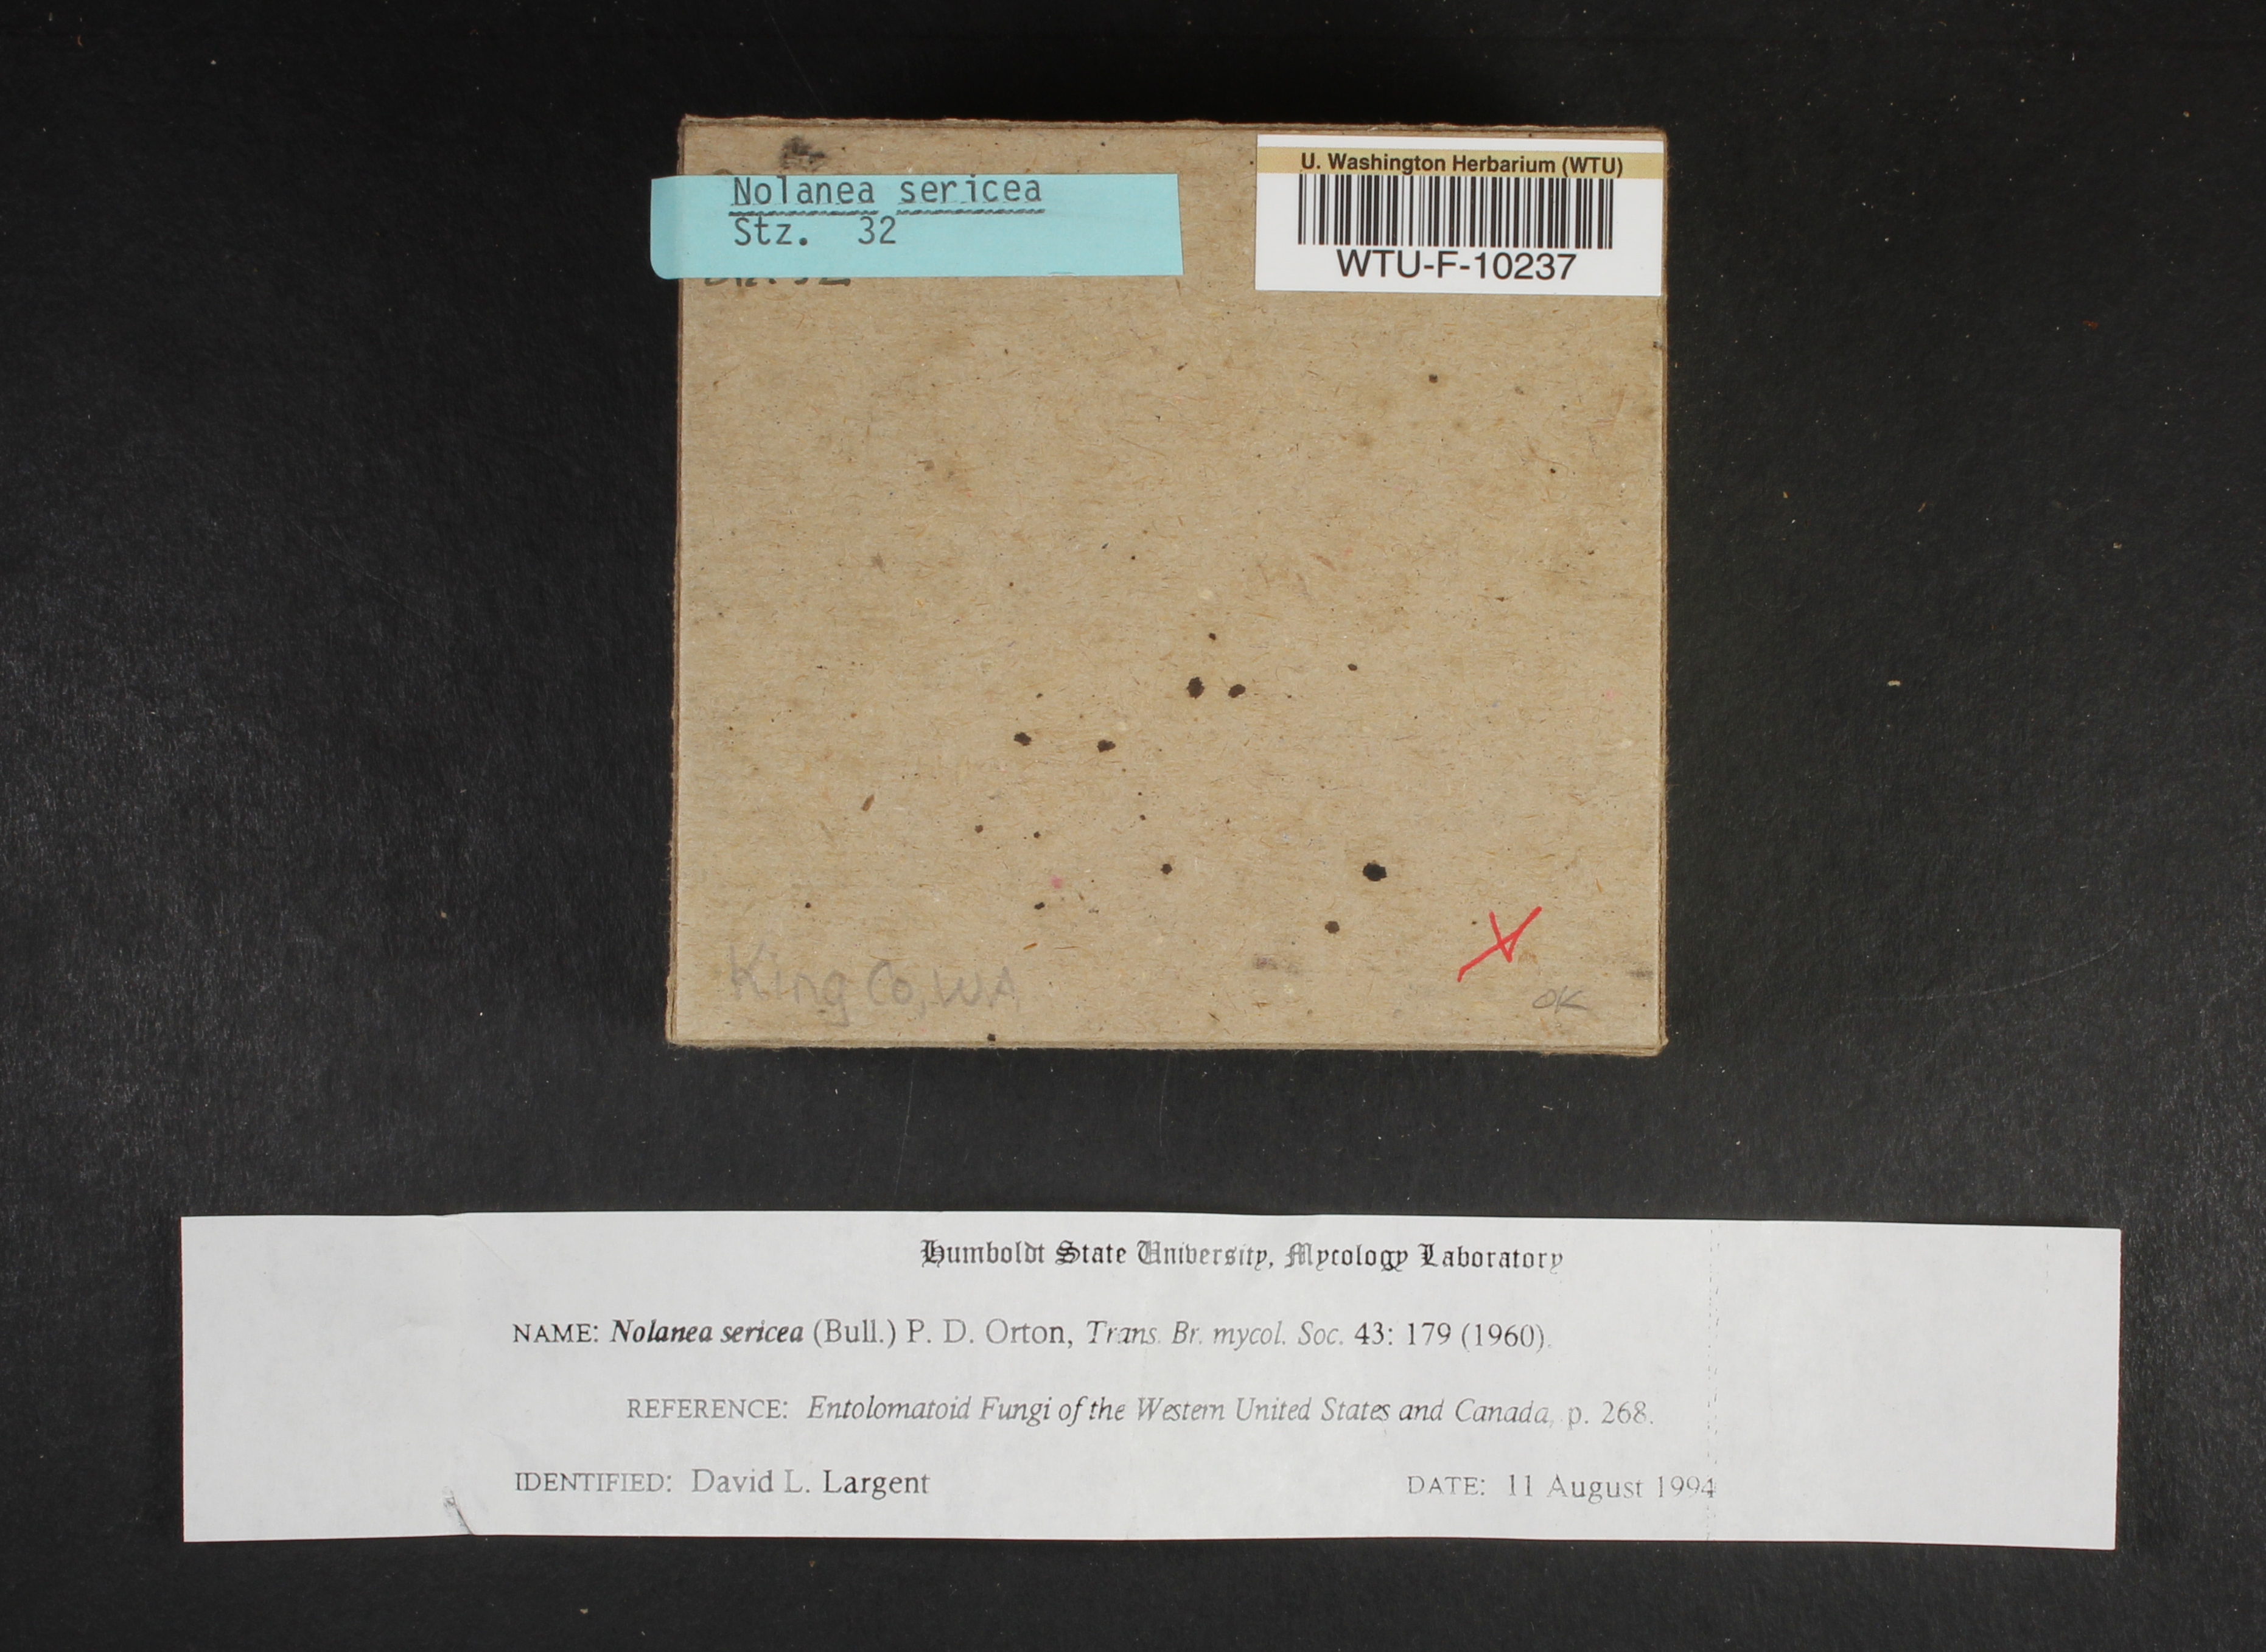 Nolanea sericea
Stz. 32
U. Washington Herbarium (WTU)
WTU-F-10237
King Co, WA
OK
Humboldt State University, Mycology Laboratory
NAME: Nolanea sericea (Bull.) P. D. Orton, Trans. Br. mycol. Soc. 43: 179 (1960).
REFERENCE: Entolomatoid Fungi of the Western United States and Canada, p. 268.
IDENTIFIED: David L. Largent
DATE: 11 August 1994